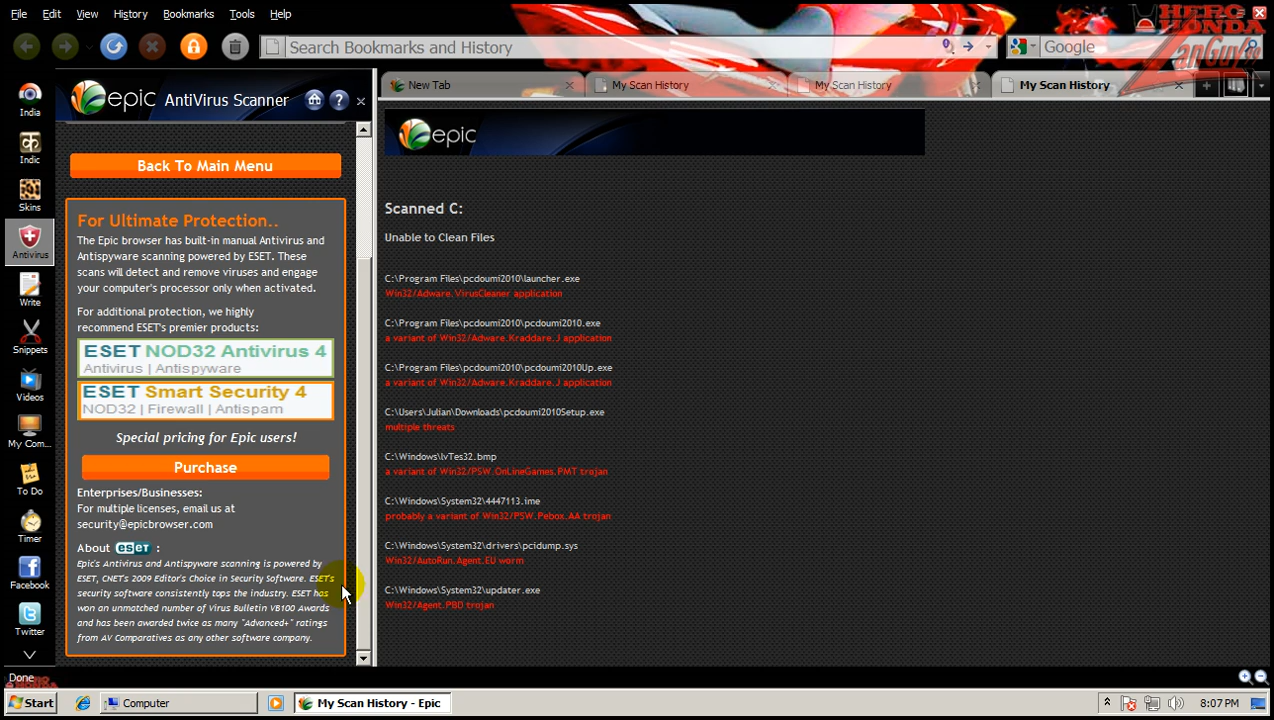 File Edit View History Bookmarks Tools Help
HERO HONDA
Search Bookmarks and History
Google
ZanGuy
India
Indic
Skins
Antivirus
Write
Snippets
Videos
My Com...
To Do
Timer
Facebook
Twitter
epic AntiVirus Scanner ?
Back To Main Menu
For Ultimate Protection..
The Epic browser has built-in manual Antivirus and
Antispyware scanning powered by ESET. These
scans will detect and remove viruses and engage
your computer's processor only when activated.
For additional protection, we highly
recommend ESET's premier products:
ESET NOD32 Antivirus 4
Antivirus | Antispyware
ESET Smart Security 4
NOD32 | Firewall | Antispam
Special pricing for Epic users!
Purchase
Enterprises/Businesses:
For multiple licenses, email us at
security@epicbrowser.com
About eset :
Epic's Antivirus and Antispyware scanning is powered by
ESET, CNET's 2009 Editor's Choice in Security Software. ESET's
security software consistently tops the industry. ESET has
won an unmatched number of Virus Bulletin VB100 Awards
and has been awarded twice as many "Advanced+" ratings
from AV Comparatives as any other software company.
New Tab
My Scan History
My Scan History
My Scan History
epic
Scanned C:
Unable to Clean Files
C:\Program Files\pcdoumi2010\launcher.exe
Win32/Adware.VirusCleaner application
C:\Program Files\pcdoumi2010\pcdoumi2010.exe
a variant of Win32/Adware.Kraddare.J application
C:\Program Files\pcdoumi2010\pcdoumi2010Up.exe
a variant of Win32/Adware.Kraddare.J application
C:\Users\Julian\Downloads\pcdoumi2010Setup.exe
multiple threats
C:\Windows\lvTes32.bmp
a variant of Win32/PSW.OnLineGames.PMT trojan
C:\Windows\System32\4447113.ime
probably a variant of Win32/PSW.Pebox.AA trojan
C:\Windows\System32\drivers\pcidump.sys
Win32/AutoRun.Agent.EU worm
C:\Windows\System32\updater.exe
Win32/Agent.PBD trojan
Done
Start
Computer
My Scan History - Epic
8:07 PM